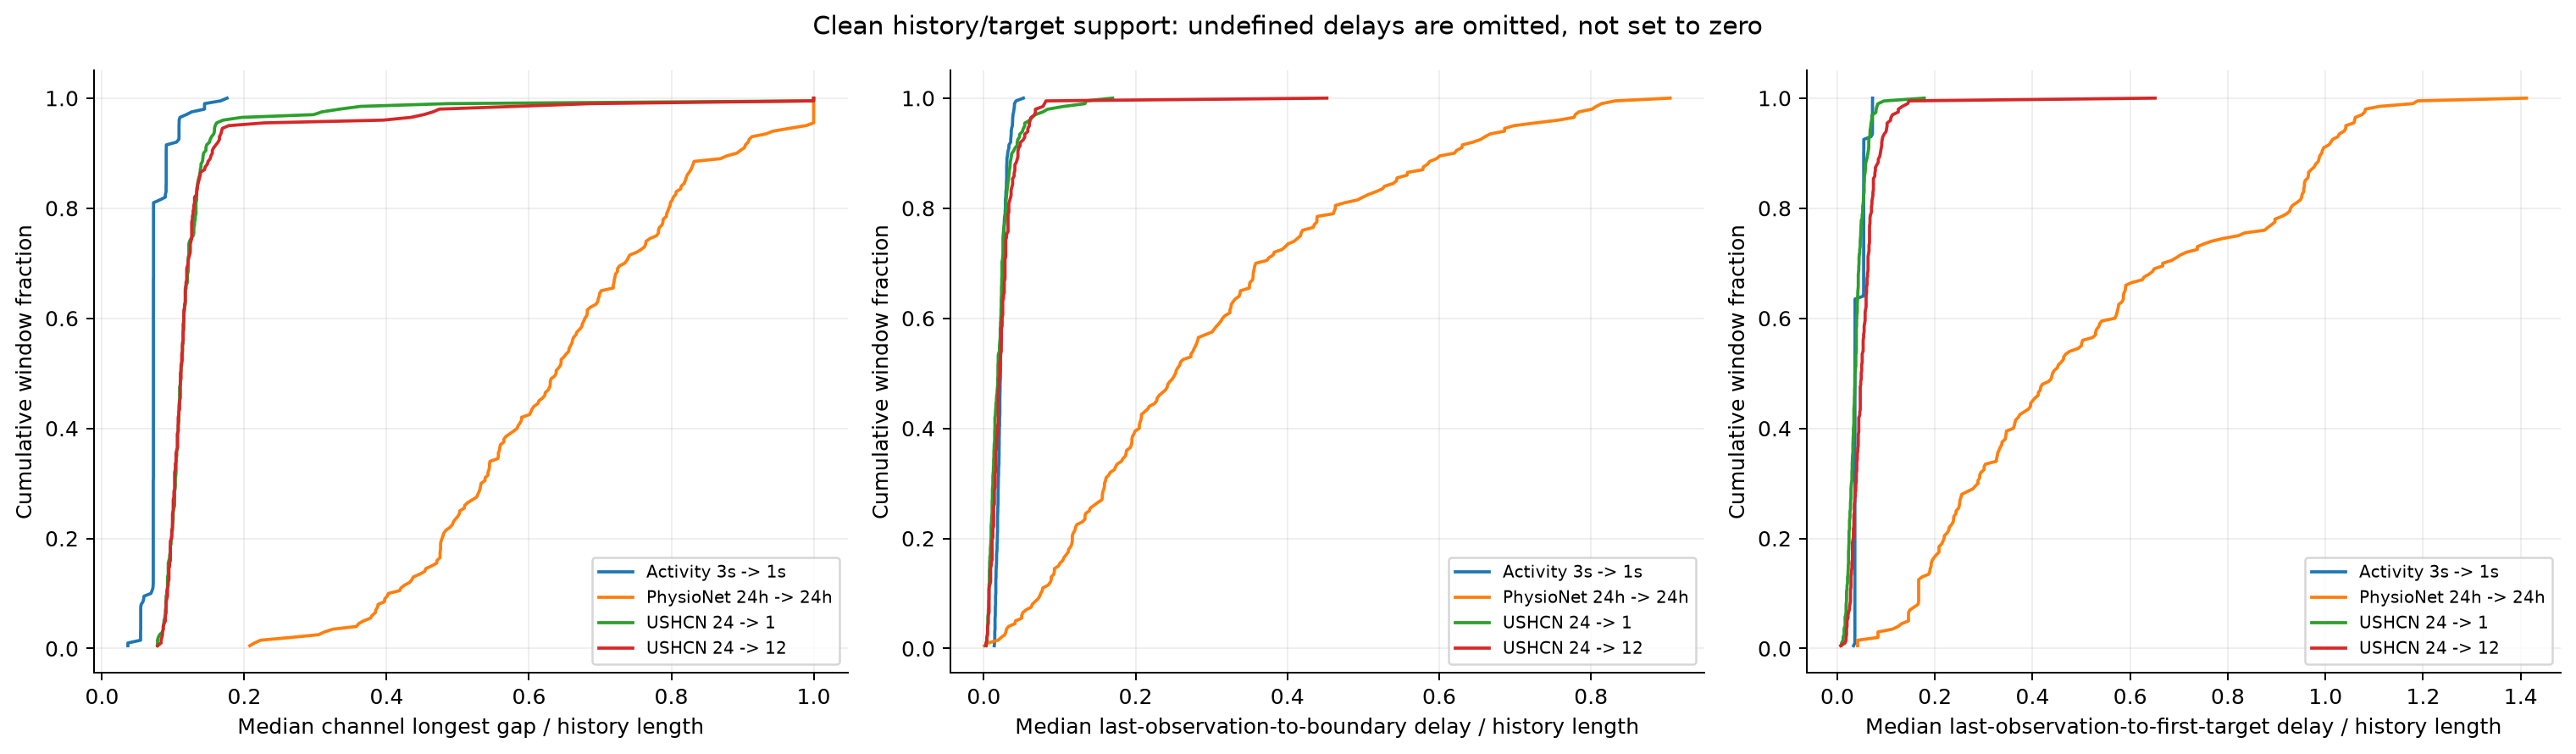 Clean history/target support: undefined delays are omitted, not set to zero
Cumulative window fraction
1.0
0.8
0.6
0.4
0.2
0.0
0.0 0.2 0.4 0.6 0.8 1.0
Median channel longest gap / history length
Activity 3s -> 1s
PhysioNet 24h -> 24h
USHCN 24 -> 1
USHCN 24 -> 12
Cumulative window fraction
1.0
0.8
0.6
0.4
0.2
0.0
0.0 0.2 0.4 0.6 0.8
Median last-observation-to-boundary delay / history length
Activity 3s -> 1s
PhysioNet 24h -> 24h
USHCN 24 -> 1
USHCN 24 -> 12
Cumulative window fraction
1.0
0.8
0.6
0.4
0.2
0.0
0.0 0.2 0.4 0.6 0.8 1.0 1.2 1.4
Median last-observation-to-first-target delay / history length
Activity 3s -> 1s
PhysioNet 24h -> 24h
USHCN 24 -> 1
USHCN 24 -> 12